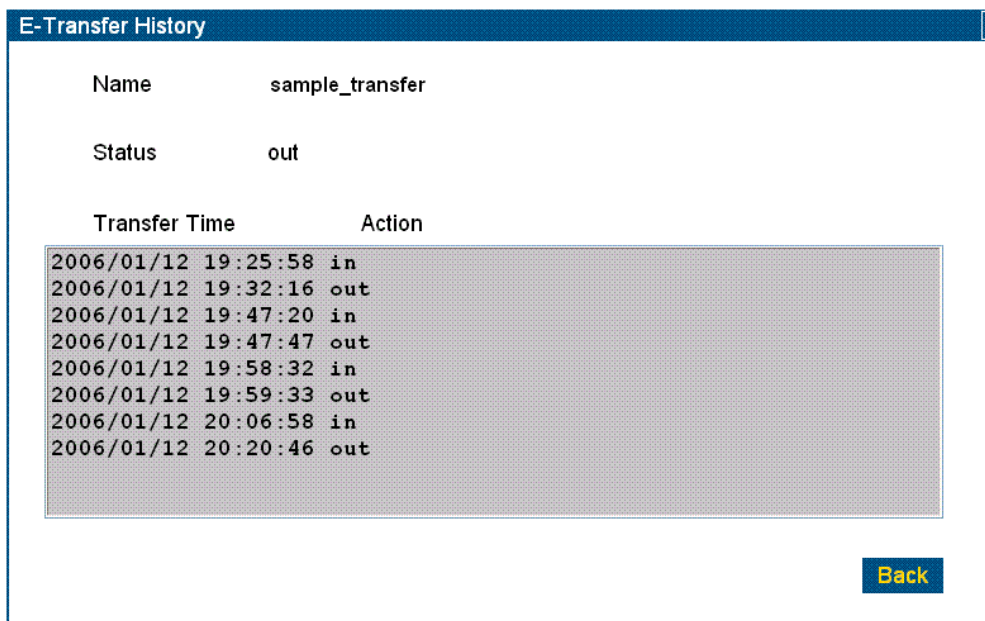 E-Transfer History
Name sample_transfer
Status out
Transfer Time Action
2006/01/12 19:25:58 in
2006/01/12 19:32:16 out
2006/01/12 19:47:20 in
2006/01/12 19:47:47 out
2006/01/12 19:58:32 in
2006/01/12 19:59:33 out
2006/01/12 20:06:58 in
2006/01/12 20:20:46 out
Back